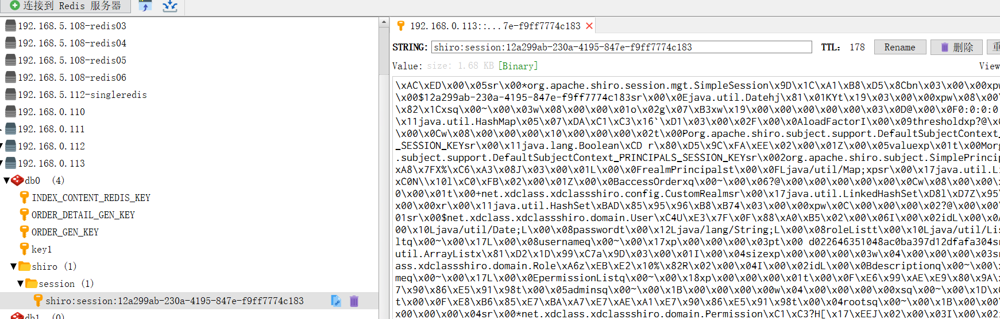 连接到 Redis 服务器
192.168.5.108-redis03
192.168.5.108-redis04
192.168.5.108-redis05
192.168.5.108-redis06
192.168.5.112-singleredis
192.168.0.110
192.168.0.111
192.168.0.112
192.168.0.113
db0 (4)
INDEX_CONTENT_REDIS_KEY
ORDER_DETAIL_GEN_KEY
ORDER_GEN_KEY
key1
shiro (1)
session (1)
shiro:session:12a299ab-230a-4195-847e-f9ff7774c183
db1 (0)
192.168.0.113::...7e-f9ff7774c183
STRING: shiro:session:12a299ab-230a-4195-847e-f9ff7774c183 TTL: 178 Rename 删除 重
Value: size: 1.68 KB [Binary] View
\xAC\xED\x00\x05sr\x00*org.apache.shiro.session.mgt.SimpleSession\x9D\x1C\xA1\xB8\xD5\x8Cbn\x03\x00\x00xpw
\x00$12a299ab-230a-4195-847e-f9ff7774c183sr\x00\x0Ejava.util.Datehj\x81\x01KYt\x19\x03\x00\x00xpw\x08\x00\
\x82\x1Cxsq\x00~\x00\x03w\x08\x00\x00\x01o\x02g\x07\xB3xw\x19\x00\x00\x00\x00\x00\x03\x0D@\x00\x0F0:0:0:0
\x11java.util.HashMap\x05\x07\xDA\xC1\xC3\x16`\xD1\x03\x00\x02F\x00\x0AloadFactorI\x00\x09thresholdxp?@\x0
\x00\x0Cw\x08\x00\x00\x00\x10\x00\x00\x00\x02t\x00Porg.apache.shiro.subject.support.DefaultSubjectContext_
_SESSION_KEYsr\x00\x11java.lang.Boolean\xCD r\x80\xD5\x9C\xFA\xEE\x02\x00\x01Z\x00\x05valuexp\x01t\x00Morg
.subject.support.DefaultSubjectContext_PRINCIPALS_SESSION_KEYsr\x002org.apache.shiro.subject.SimplePrincip
xA8\x7FX%\xC6\xA3\x08J\x03\x00\x01L\x00\x0FrealmPrincipalst\x00\x0FLjava/util/Map;xpsr\x00\x17java.util.Li
xC0N\\x10l\xC0\xFB\x02\x00\x01Z\x00\x0BaccessOrderxq\x00~\x00\x06?@\x00\x00\x00\x00\x00\x0Cw\x08\x00\x00\x
0\x00\x01t\x00+net.xdclass.xdclassshiro.config.CustomRealmsr\x00\x17java.util.LinkedHashSet\xD8l\xD7Z\x95\
\x00\x00xr\x00\x11java.util.HashSet\xBAD\x85\x95\x96\xB8\xB74\x03\x00\x00xpw\x0C\x00\x00\x00\x02?@\x00\x00\
01sr\x00$net.xdclass.xdclassshiro.domain.User\xC4U\xE3\x7F\x0F\x88\xA0\xB5\x02\x00\x06I\x00\x02idL\x00\x0A
00\x10Ljava/util/Date;L\x00\x08passwordt\x00\x12Ljava/lang/String;L\x00\x08roleListt\x00\x10Ljava/util/Lis
ltq\x00~\x00\x17L\x00\x08usernameq\x00~\x00\x17xp\x00\x00\x00\x03pt\x00 d022646351048ac0ba397d12dfafa304sr
util.ArrayListx\x81\xD2\x1D\x99\xC7a\x9D\x03\x00\x01I\x00\x04sizexp\x00\x00\x00\x03w\x04\x00\x00\x00\x03sr
ass.xdclassshiro.domain.Role\xA6z\xEB\xE2\x10%\x82R\x02\x00\x04I\x00\x02idL\x00\x0Bdescriptionq\x00~\x00\x
meq\x00~\x00\x17L\x00\x0EpermissionListq\x00~\x00\x18xp\x00\x00\x00\x01t\x00\x0F\xE6\x99\xAE\xE9\x80\x9A\x
7\x90\x86\xE5\x91\x98t\x00\x05adminsq\x00~\x00\x1B\x00\x00\x00\x00w\x04\x00\x00\x00\x00xsq\x00~\x00\x1D\x0
t\x00\x0F\xE8\xB6\x85\xE7\xBA\xA7\xE7\xAE\xA1\xE7\x90\x86\xE5\x91\x98t\x00\x04rootsq\x00~\x00\x1B\x00\x00\
\x00\x00\x00\x04sr\x00*net.xdclass.xdclassshiro.domain.Permission\xC1\xC3?H[\x17\xEEJ\x02\x00\x03I\x00\x02